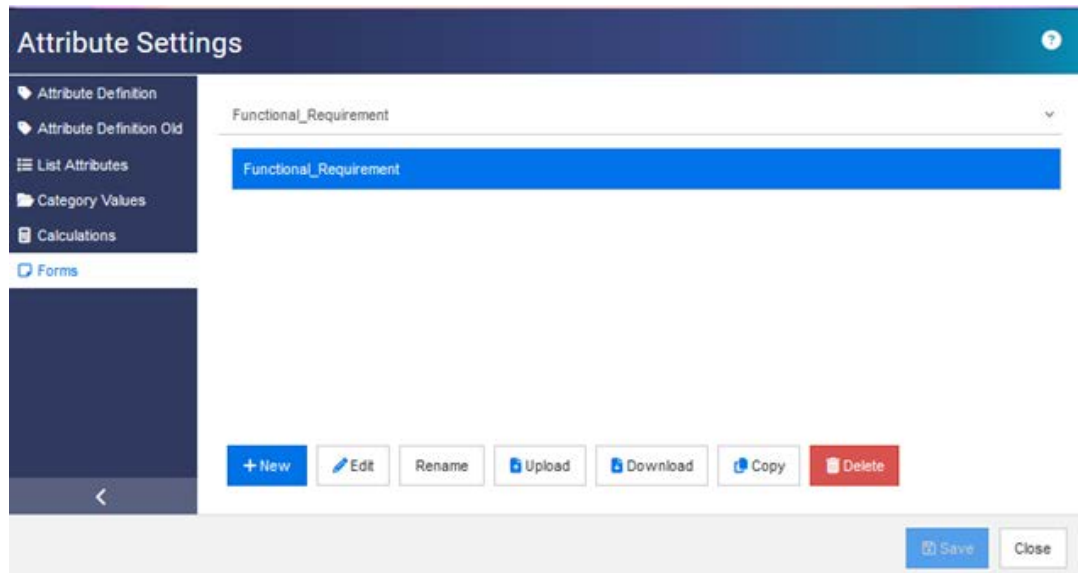 Attribute Settings
?
Attribute Definition
Attribute Definition Old
List Attributes
Category Values
Calculations
Forms
Functional_Requirement
Functional_Requirement
+ New
Edit
Rename
Upload
Download
Copy
Delete
Save
Close